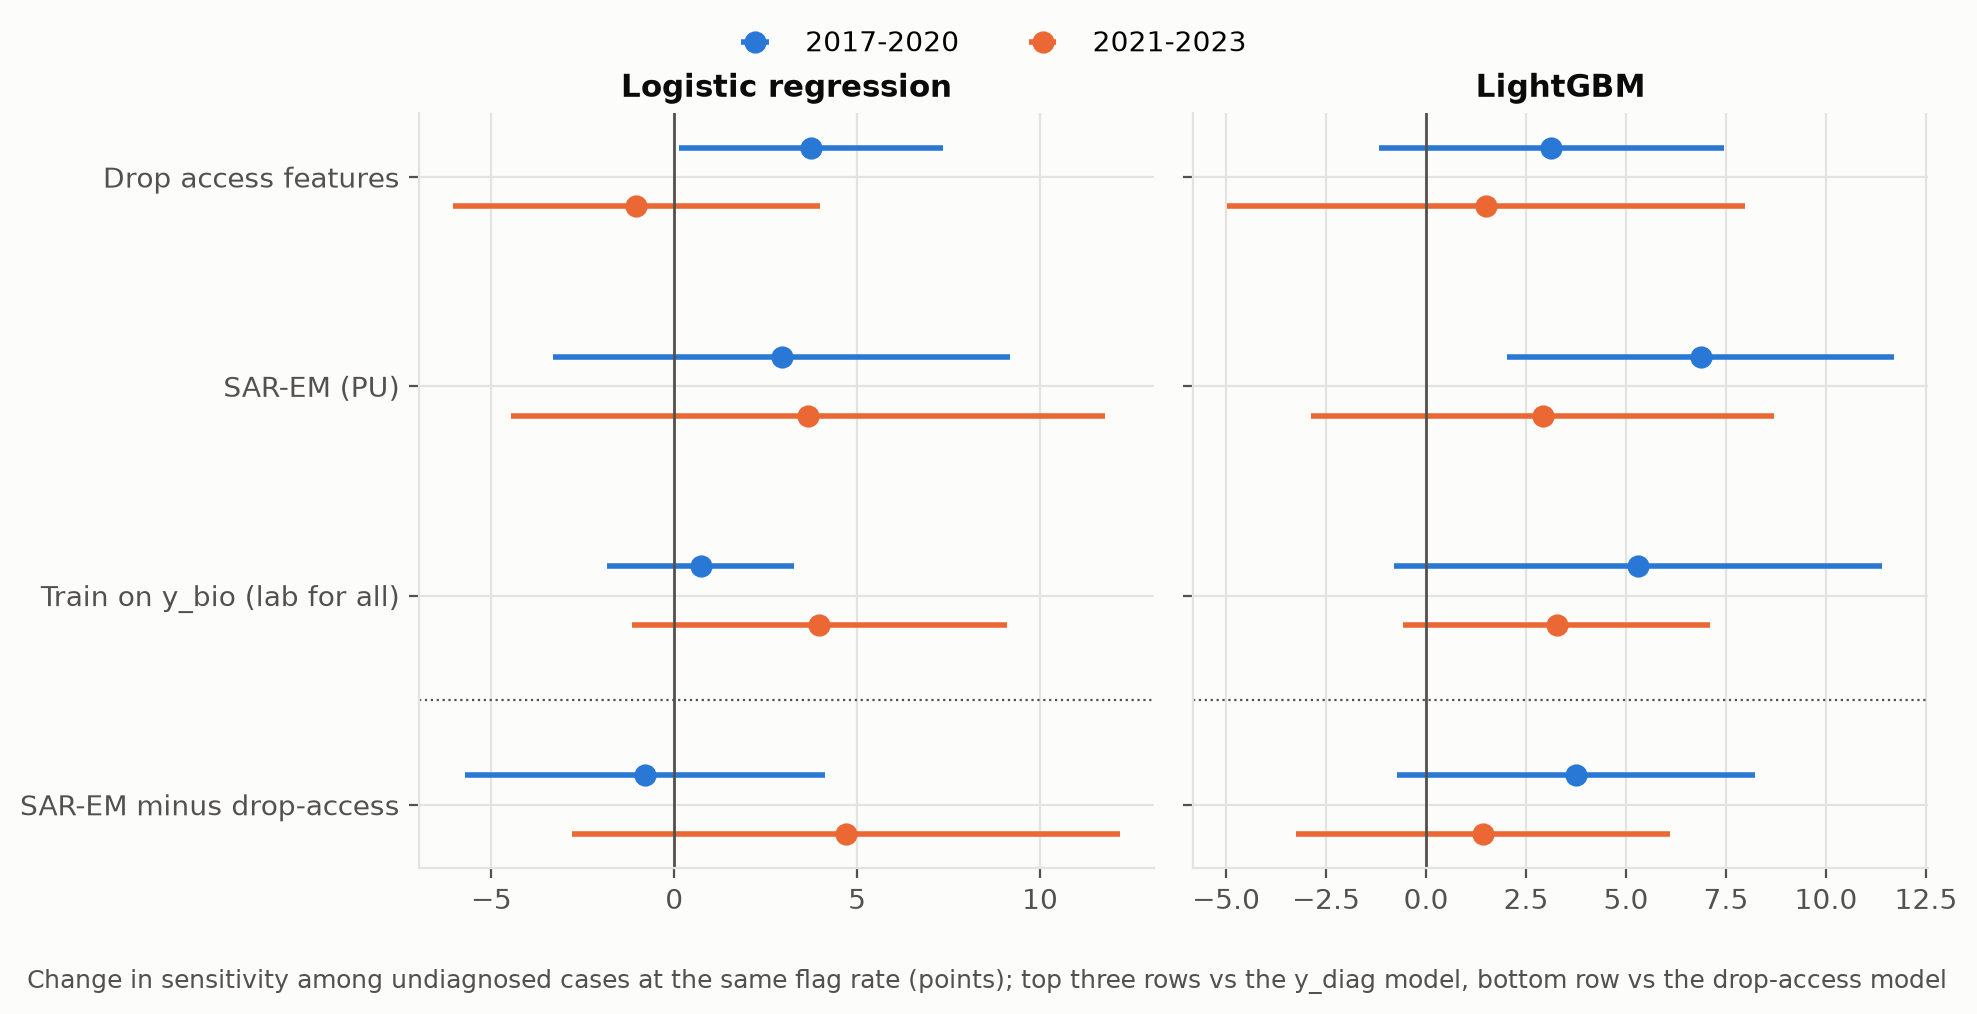 2017-2020 2021-2023
Logistic regression LightGBM
Drop access features
SAR-EM (PU)
Train on y_bio (lab for all)
SAR-EM minus drop-access
−5 0 5 10 −5.0 −2.5 0.0 2.5 5.0 7.5 10.0 12.5
Change in sensitivity among undiagnosed cases at the same flag rate (points); top three rows vs the y_diag model, bottom row vs the drop-access model